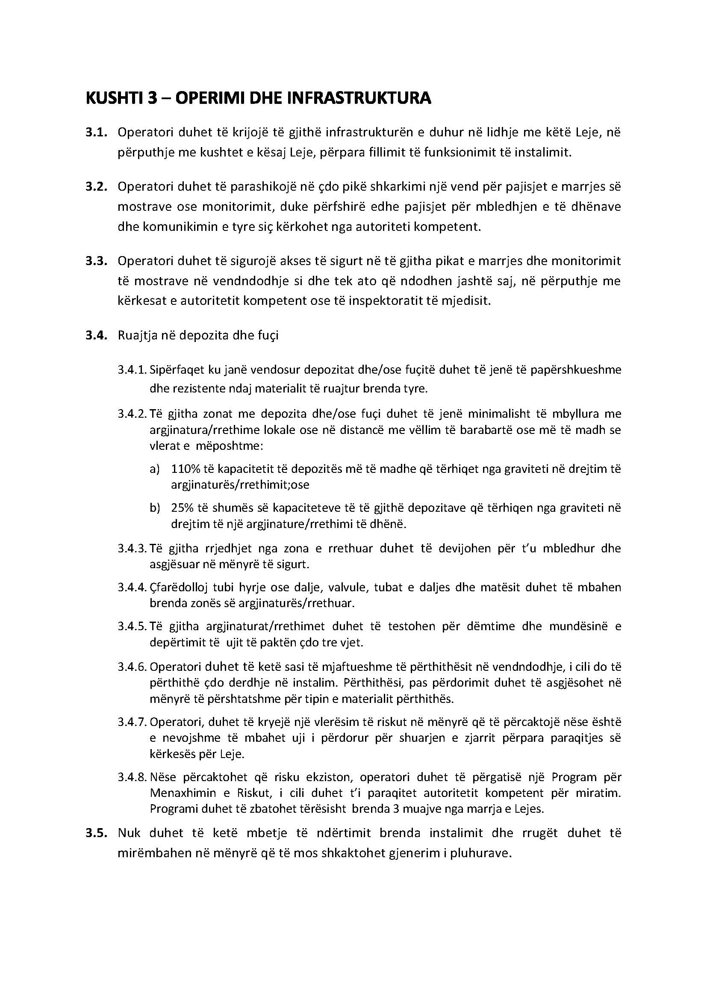 KUSHTI 3 – OPERIMI DHE INFRASTRUKTURA
3.1. Operatori duhet të krijojë të gjithë infrastrukturën e duhur në lidhje me këtë Leje, në
përputhje me kushtet e kësaj Leje, përpara fillimit të funksionimit të instalimit.
3.2. Operatori duhet të parashikojë në çdo pikë shkarkimi një vend për pajisjet e marrjes së
mostrave ose monitorimit, duke përfshirë edhe pajisjet për mbledhjen e të dhënave
dhe komunikimin e tyre siç kërkohet nga autoriteti kompetent.
3.3. Operatori duhet të sigurojë akses të sigurt në të gjitha pikat e marrjes dhe monitorimit
të mostrave në vendndodhje si dhe tek ato që ndodhen jashtë saj, në përputhje me
kërkesat e autoritetit kompetent ose të inspektoratit të mjedisit.
3.4. Ruajtja në depozita dhe fuçi
3.4.1. Sipërfaqet ku janë vendosur depozitat dhe/ose fuçitë duhet të jenë të papërshkueshme
dhe rezistente ndaj materialit të ruajtur brenda tyre.
3.4.2. Të gjitha zonat me depozita dhe/ose fuçi duhet të jenë minimalisht të mbyllura me
argjinatura/rrethime lokale ose në distancë me vëllim të barabartë ose më të madh se
vlerat e mëposhtme:
a) 110% të kapacitetit të depozitës më të madhe që tërhiqet nga graviteti në drejtim të
argjinaturës/rrethimit;ose
b) 25% të shumës së kapaciteteve të të gjithë depozitave që tërhiqen nga graviteti në
drejtim të një argjinature/rrethimi të dhënë.
3.4.3. Të gjitha rrjedhjet nga zona e rrethuar duhet të devijohen për t’u mbledhur dhe
asgjësuar në mënyrë të sigurt.
3.4.4. Çfarëdolloj tubi hyrje ose dalje, valvule, tubat e daljes dhe matësit duhet të mbahen
brenda zonës së argjinaturës/rrethuar.
3.4.5. Të gjitha argjinaturat/rrethimet duhet të testohen për dëmtime dhe mundësinë e
depërtimit të ujit të paktën çdo tre vjet.
3.4.6. Operatori duhet të ketë sasi të mjaftueshme të përthithësit në vendndodhje, i cili do të
përthithë çdo derdhje në instalim. Përthithësi, pas përdorimit duhet të asgjësohet në
mënyrë të përshtatshme për tipin e materialit përthithës.
3.4.7. Operatori, duhet të kryejë një vlerësim të riskut në mënyrë që të përcaktojë nëse është
e nevojshme të mbahet uji i përdorur për shuarjen e zjarrit përpara paraqitjes së
kërkesës për Leje.
3.4.8. Nëse përcaktohet që risku ekziston, operatori duhet të përgatisë një Program për
Menaxhimin e Riskut, i cili duhet t’i paraqitet autoritetit kompetent për miratim.
Programi duhet të zbatohet tërësisht brenda 3 muajve nga marrja e Lejes.
3.5. Nuk duhet të ketë mbetje të ndërtimit brenda instalimit dhe rrugët duhet të
mirëmbahen në mënyrë që të mos shkaktohet gjenerim i pluhurave.